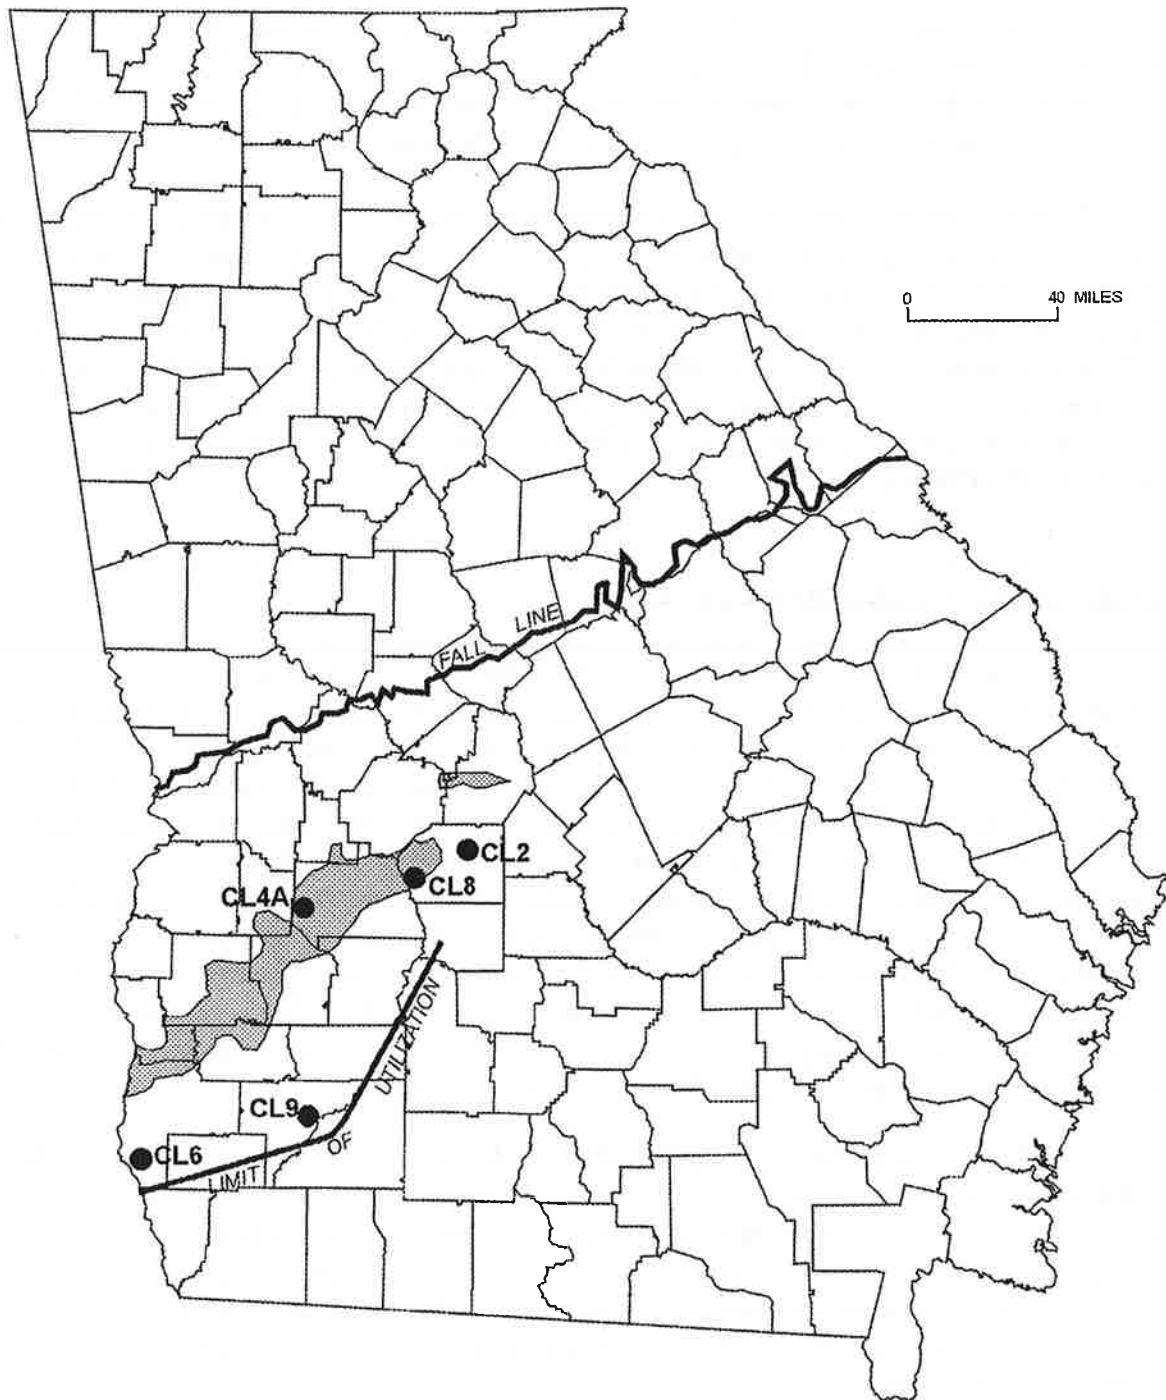 0 40 MILES
FALL LINE
CL2
CL8
CL4A
CL9
CL6
LIMIT OF UTILIZATION